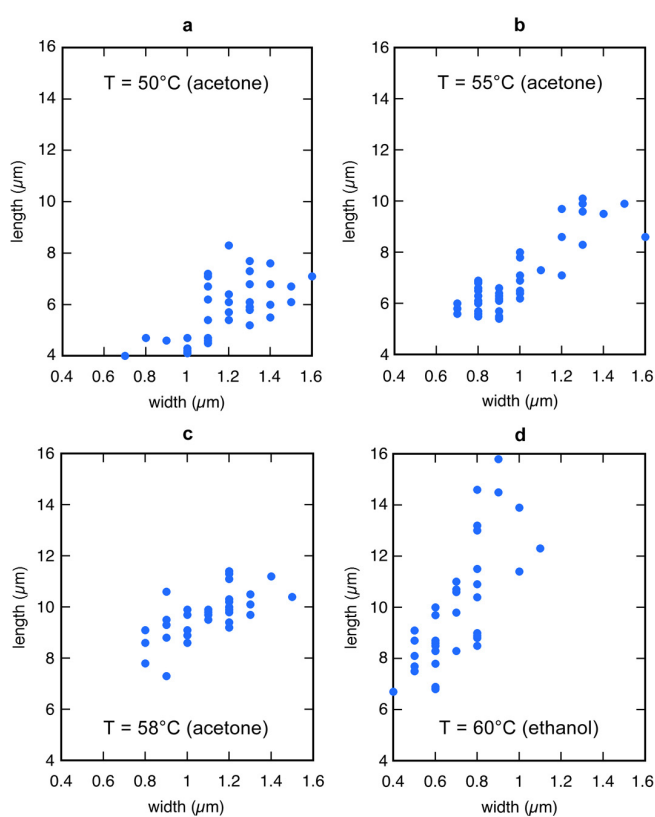 a
b
16
14
12
10
8
6
4
length (µm)
T = 50°C (acetone)
0.4 0.6 0.8 1 1.2 1.4 1.6
width (µm)
16
14
12
10
8
6
4
length (µm)
T = 55°C (acetone)
0.4 0.6 0.8 1 1.2 1.4 1.6
width (µm)
c
d
16
14
12
10
8
6
4
length (µm)
T = 58°C (acetone)
0.4 0.6 0.8 1 1.2 1.4 1.6
width (µm)
16
14
12
10
8
6
4
length (µm)
T = 60°C (ethanol)
0.4 0.6 0.8 1 1.2 1.4 1.6
width (µm)